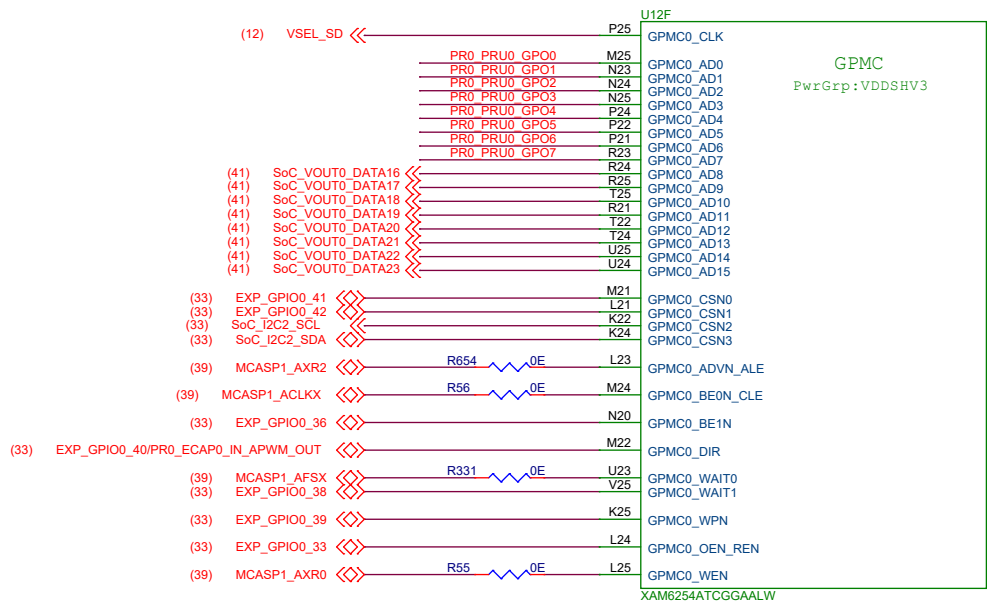 U12F
(12) VSEL_SD P25 GPMC0_CLK
GPMC
PwrGrp:VDDSHV3
PR0_PRU0_GPO0 M25 GPMC0_AD0
PR0_PRU0_GPO1 N23 GPMC0_AD1
PR0_PRU0_GPO2 N24 GPMC0_AD2
PR0_PRU0_GPO3 N25 GPMC0_AD3
PR0_PRU0_GPO4 P24 GPMC0_AD4
PR0_PRU0_GPO5 P22 GPMC0_AD5
PR0_PRU0_GPO6 P21 GPMC0_AD6
PR0_PRU0_GPO7 R23 GPMC0_AD7
(41) SoC_VOUT0_DATA16 R24 GPMC0_AD8
(41) SoC_VOUT0_DATA17 R25 GPMC0_AD9
(41) SoC_VOUT0_DATA18 T25 GPMC0_AD10
(41) SoC_VOUT0_DATA19 R21 GPMC0_AD11
(41) SoC_VOUT0_DATA20 T22 GPMC0_AD12
(41) SoC_VOUT0_DATA21 T24 GPMC0_AD13
(41) SoC_VOUT0_DATA22 U25 GPMC0_AD14
(41) SoC_VOUT0_DATA23 U24 GPMC0_AD15
(33) EXP_GPIO0_41 M21 GPMC0_CSN0
(33) EXP_GPIO0_42 L21 GPMC0_CSN1
(33) SoC_I2C2_SCL K22 GPMC0_CSN2
(33) SoC_I2C2_SDA K24 GPMC0_CSN3
(39) MCASP1_AXR2 R654 0E L23 GPMC0_ADVN_ALE
(39) MCASP1_ACLKX R56 0E M24 GPMC0_BE0N_CLE
(33) EXP_GPIO0_36 N20 GPMC0_BE1N
(33) EXP_GPIO0_40/PR0_ECAP0_IN_APWM_OUT M22 GPMC0_DIR
(39) MCASP1_AFSX R331 0E U23 GPMC0_WAIT0
(33) EXP_GPIO0_38 V25 GPMC0_WAIT1
(33) EXP_GPIO0_39 K25 GPMC0_WPN
(33) EXP_GPIO0_33 L24 GPMC0_OEN_REN
(39) MCASP1_AXR0 R55 0E L25 GPMC0_WEN
XAM6254ATCGGAALW